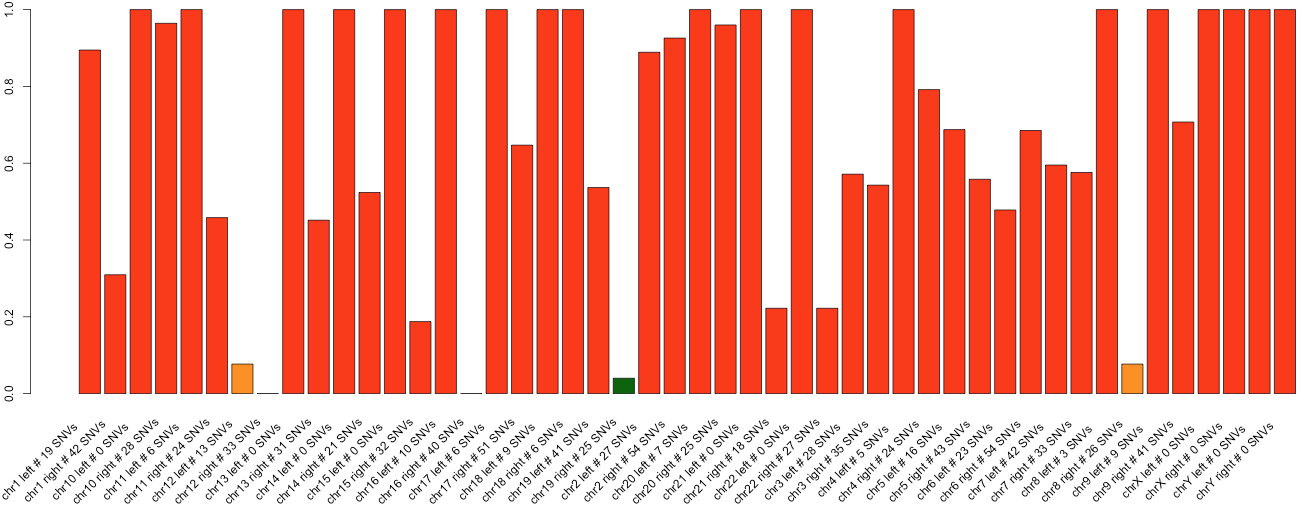 0.0
0.2
0.4
0.6
0.8
1.0
chr1 left # 19 SNVs
chr1 right # 42 SNVs
chr10 left # 0 SNVs
chr10 right # 28 SNVs
chr11 left # 6 SNVs
chr11 right # 24 SNVs
chr12 left # 13 SNVs
chr12 right # 33 SNVs
chr13 left # 0 SNVs
chr13 right # 31 SNVs
chr14 left # 0 SNVs
chr14 right # 21 SNVs
chr15 left # 0 SNVs
chr15 right # 32 SNVs
chr16 left # 10 SNVs
chr16 right # 40 SNVs
chr17 left # 6 SNVs
chr17 right # 51 SNVs
chr18 left # 9 SNVs
chr18 right # 6 SNVs
chr19 left # 41 SNVs
chr19 right # 25 SNVs
chr2 left # 27 SNVs
chr2 right # 54 SNVs
chr20 left # 7 SNVs
chr20 right # 25 SNVs
chr21 left # 0 SNVs
chr21 right # 18 SNVs
chr22 left # 0 SNVs
chr22 right # 27 SNVs
chr3 left # 28 SNVs
chr3 right # 35 SNVs
chr4 left # 5 SNVs
chr4 right # 24 SNVs
chr5 left # 16 SNVs
chr5 right # 43 SNVs
chr6 left # 23 SNVs
chr6 right # 54 SNVs
chr7 left # 42 SNVs
chr7 right # 33 SNVs
chr8 left # 3 SNVs
chr8 right # 26 SNVs
chr9 left # 9 SNVs
chr9 right # 41 SNVs
chrX left # 0 SNVs
chrX right # 0 SNVs
chrY left # 0 SNVs
chrY right # 0 SNVs